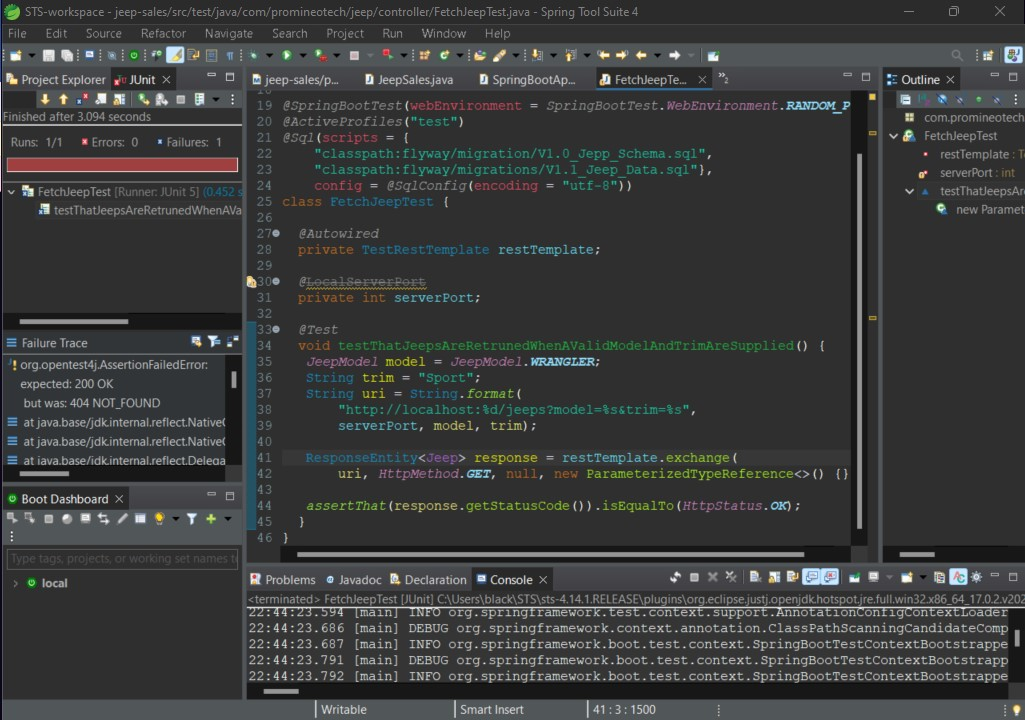 STS-workspace - jeep-sales/src/test/java/com/promineotech/jeep/controller/FetchJeepTest.java - Spring Tool Suite 4
File Edit Source Refactor Navigate Search Project Run Window Help
Project Explorer JUnit
Finished after 3.094 seconds
Runs: 1/1 Errors: 0 Failures: 1
FetchJeepTest [Runner: JUnit 5] (0.452 s
testThatJeepsAreRetrunedWhenAVa
Failure Trace
org.opentest4j.AssertionFailedError:
expected: 200 OK
but was: 404 NOT_FOUND
at java.base/jdk.internal.reflect.Native
at java.base/jdk.internal.reflect.Native
at java.base/jdk.internal.reflect.Delega
Boot Dashboard
Type tags, projects, or working set names
local
jeep-sales/p... JeepSales.java SpringBootAp... FetchJeepTe...
19 @SpringBootTest(webEnvironment = SpringBootTest.WebEnvironment.RANDOM_P
20 @ActiveProfiles("test")
21 @Sql(scripts = {
22 "classpath:flyway/migration/V1.0_Jepp_Schema.sql",
23 "classpath:flyway/migrations/V1.1_Jeep_Data.sql"},
24 config = @SqlConfig(encoding = "utf-8"))
25 class FetchJeepTest {
26
27 @Autowired
28 private TestRestTemplate restTemplate;
29
30 @LocalServerPort
31 private int serverPort;
32
33 @Test
34 void testThatJeepsAreRetrunedWhenAValidModelAndTrimAreSupplied() {
35 JeepModel model = JeepModel.WRANGLER;
36 String trim = "Sport";
37 String uri = String.format(
38 "http://localhost:%d/jeeps?model=%s&trim=%s",
39 serverPort, model, trim);
40
41 ResponseEntity<Jeep> response = restTemplate.exchange(
42 uri, HttpMethod.GET, null, new ParameterizedTypeReference<>() {}
43
44 assertThat(response.getStatusCode()).isEqualTo(HttpStatus.OK);
45 }
46 }
Outline
com.promineotech
FetchJeepTest
restTemplate : T
serverPort : int
testThatJeepsAr
new Paramet
Problems Javadoc Declaration Console
<terminated> FetchJeepTest [JUnit] C:\Users\black\STS\sts-4.14.1.RELEASE\plugins\org.eclipse.justj.openjdk.hotspot.jre.full.win32.x86_64_17.0.2.v202
22:44:23.594 [main] INFO org.springframework.test.context.support.AnnotationConfigContextLoader
22:44:23.686 [main] DEBUG org.springframework.context.annotation.ClassPathScanningCandidateComp
22:44:23.687 [main] INFO org.springframework.boot.test.context.SpringBootTestContextBootstrappe
22:44:23.791 [main] DEBUG org.springframework.boot.test.context.SpringBootTestContextBootstrappe
22:44:23.792 [main] INFO org.springframework.boot.test.context.SpringBootTestContextBootstrappe
Writable Smart Insert 41 : 3 : 1500